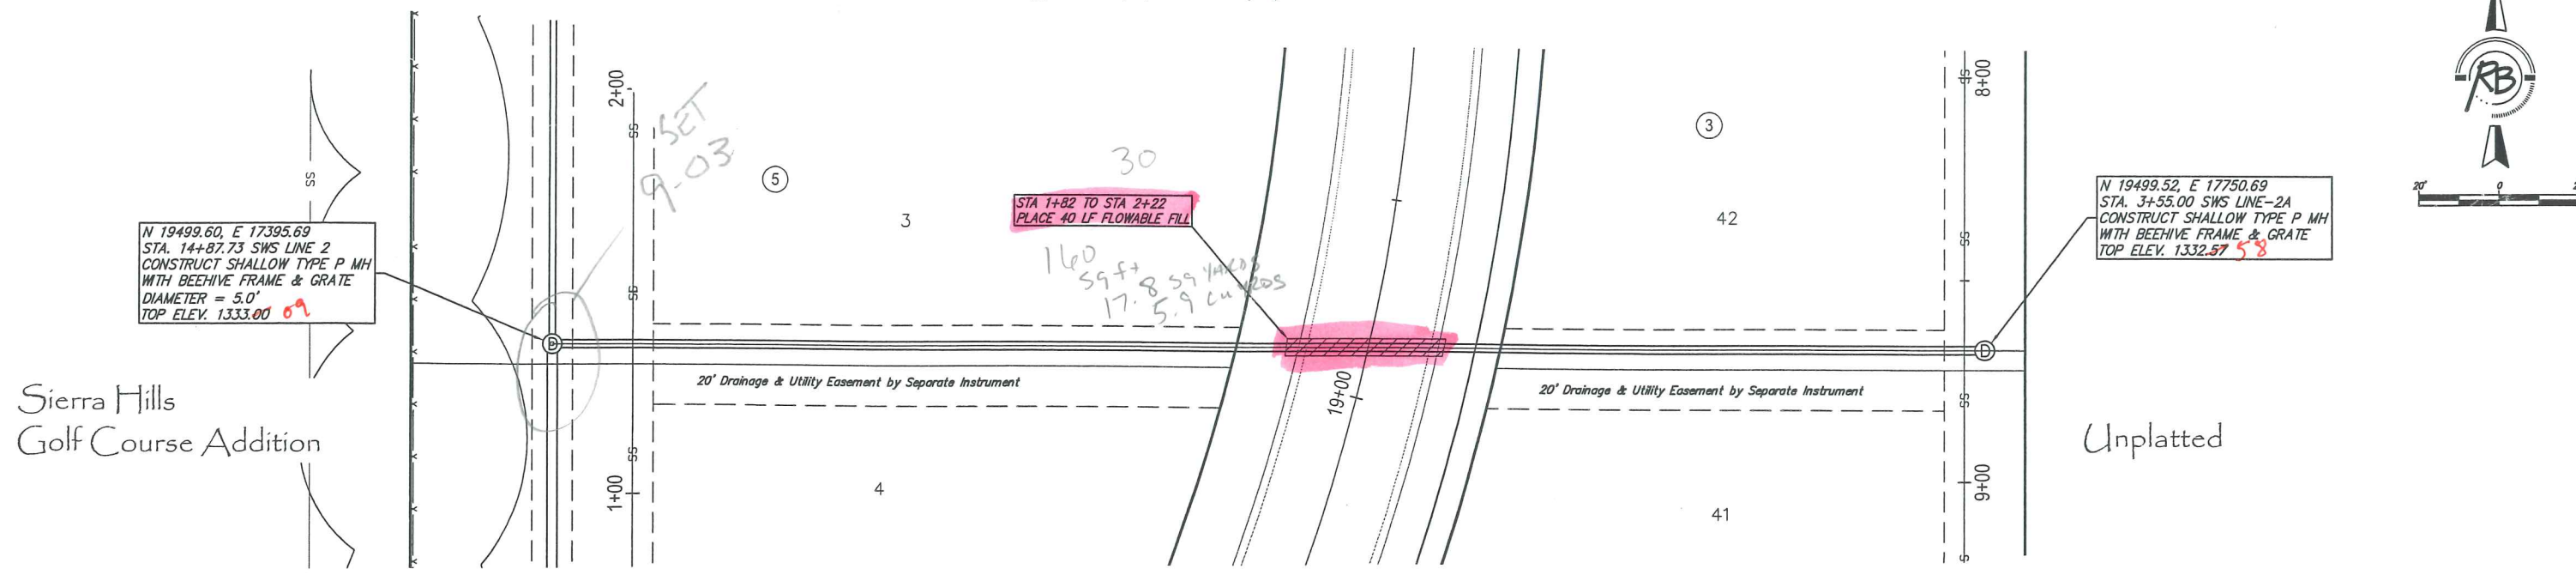 RB
20'
0
2+00
SS
SET
9-03
30
5
3
3
42
8+00
SS
SS
SS
STA 1+82 TO STA 2+22
PLACE 40 LF FLOWABLE FILL
160
sq ft
17.8 sq yards
5.9 cu yrds
N 19499.60, E 17395.69
STA. 14+87.73 SWS LINE 2
CONSTRUCT SHALLOW TYPE P MH
WITH BEEHIVE FRAME & GRATE
DIAMETER = 5.0'
TOP ELEV. 1333.00 09
N 19499.52, E 17750.69
STA. 3+55.00 SWS LINE-2A
CONSTRUCT SHALLOW TYPE P MH
WITH BEEHIVE FRAME & GRATE
TOP ELEV. 1332.57 58
D
D
20' Drainage & Utility Easement by Separate Instrument
19+00
20' Drainage & Utility Easement by Separate Instrument
Sierra Hills
Golf Course Addition
SS
SS
1+00
4
41
9+00
Unplatted